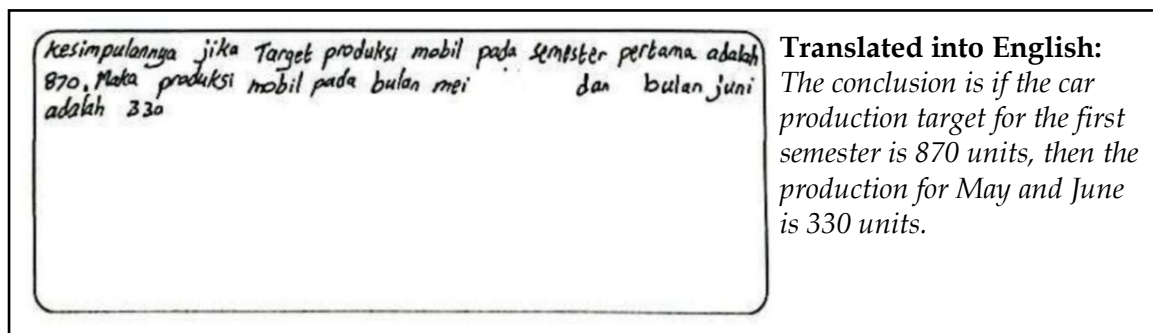 kesimpulannya jika Target produksi mobil pada semester pertama adalah
870. Maka produksi mobil pada bulan mei dan bulan juni
adalah 330
Translated into English:
The conclusion is if the car
production target for the first
semester is 870 units, then the
production for May and June
is 330 units.